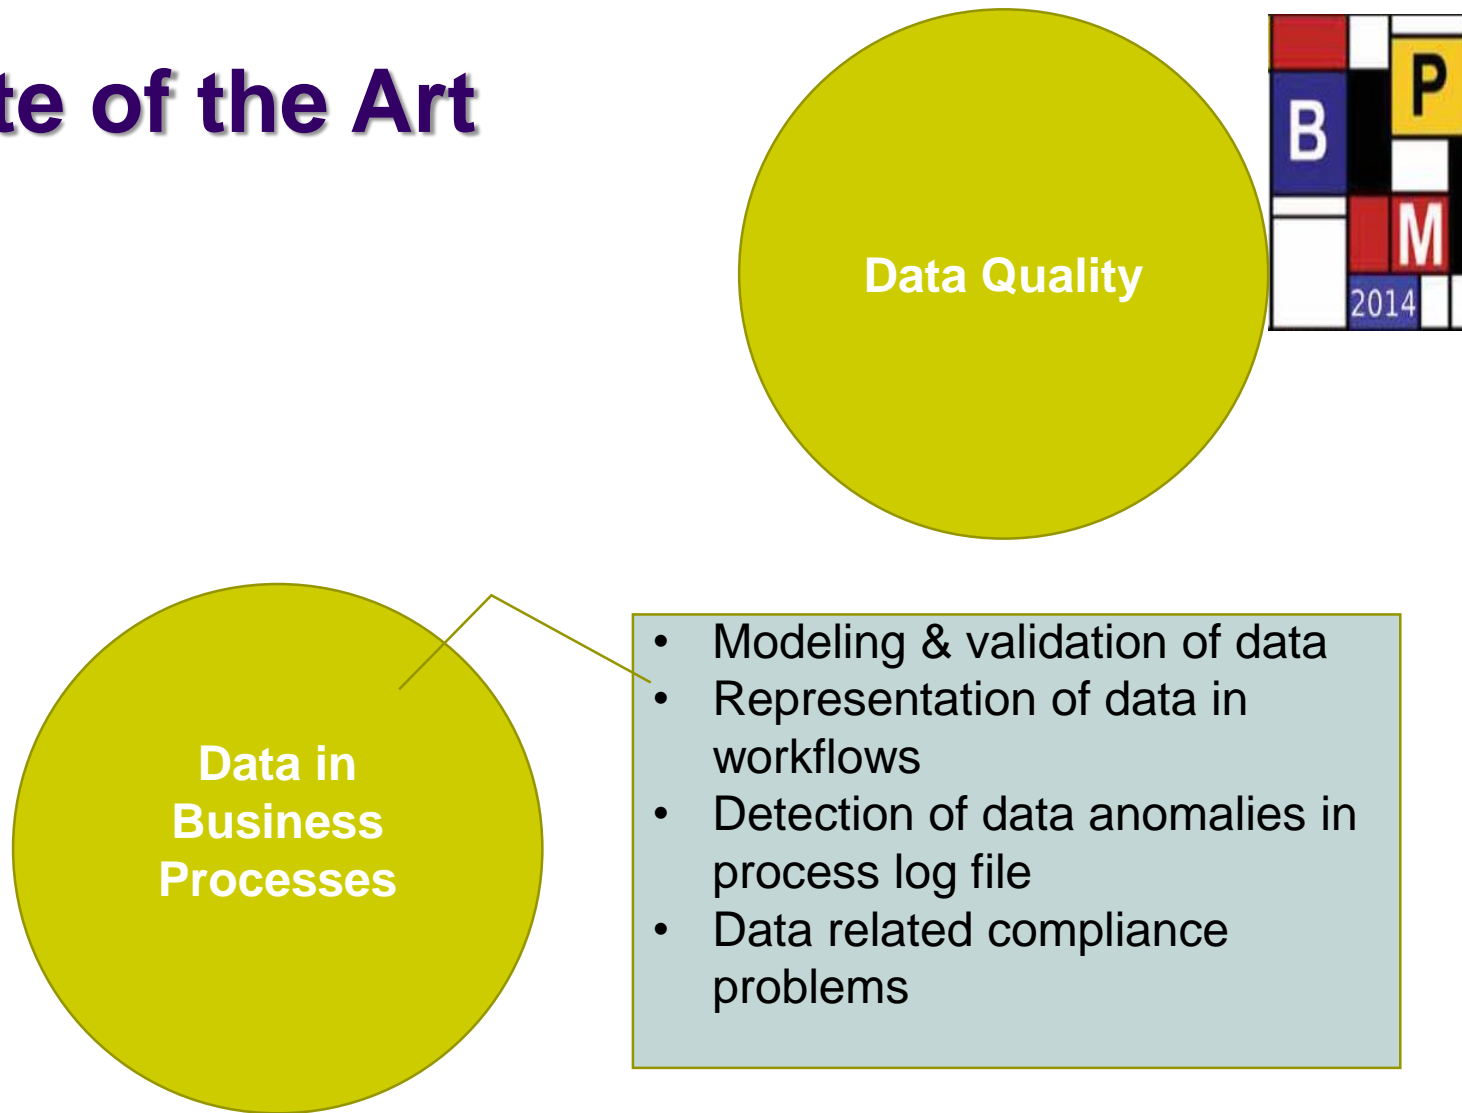 te of the Art
B
P
M
2014
Data Quality
Data in
Business
Processes
• Modeling & validation of data
• Representation of data in
workflows
• Detection of data anomalies in
process log file
• Data related compliance
problems